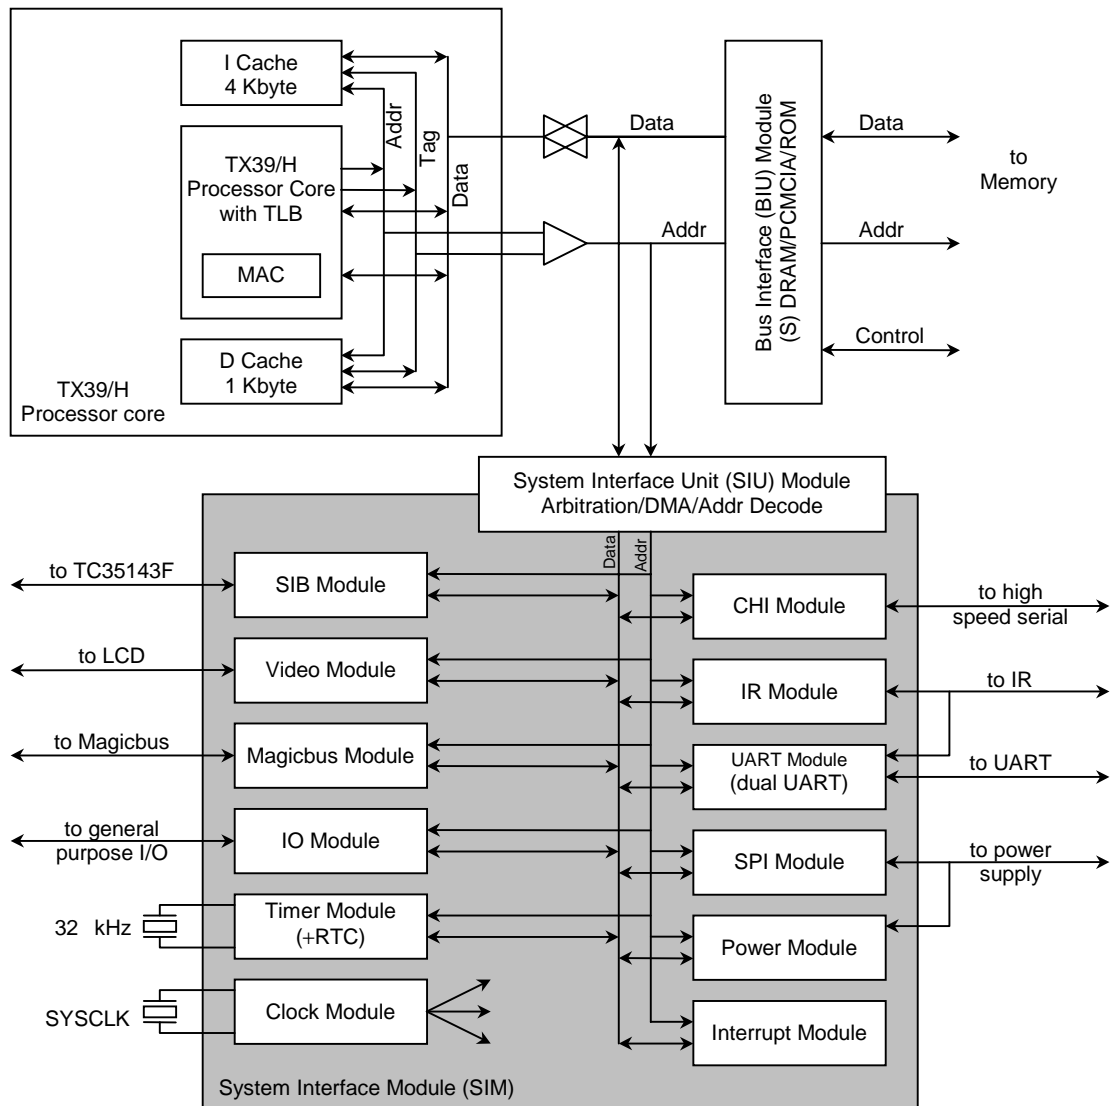 I Cache
4 Kbyte
Addr
Tag
Data
TX39/H
Processor Core
with TLB
MAC
D Cache
1 Kbyte
TX39/H
Processor core
Data
Addr
Bus Interface (BIU) Module
(S) DRAM/PCMCIA/ROM
Data
to
Memory
Addr
Control
System Interface Unit (SIU) Module
Arbitration/DMA/Addr Decode
Data
Addr
to TC35143F
SIB Module
to LCD
Video Module
to Magicbus
Magicbus Module
to general
purpose I/O
IO Module
32 kHz
Timer Module
(+RTC)
SYSCLK
Clock Module
CHI Module
to high
speed serial
IR Module
to IR
UART Module
(dual UART)
to UART
SPI Module
to power
supply
Power Module
Interrupt Module
System Interface Module (SIM)